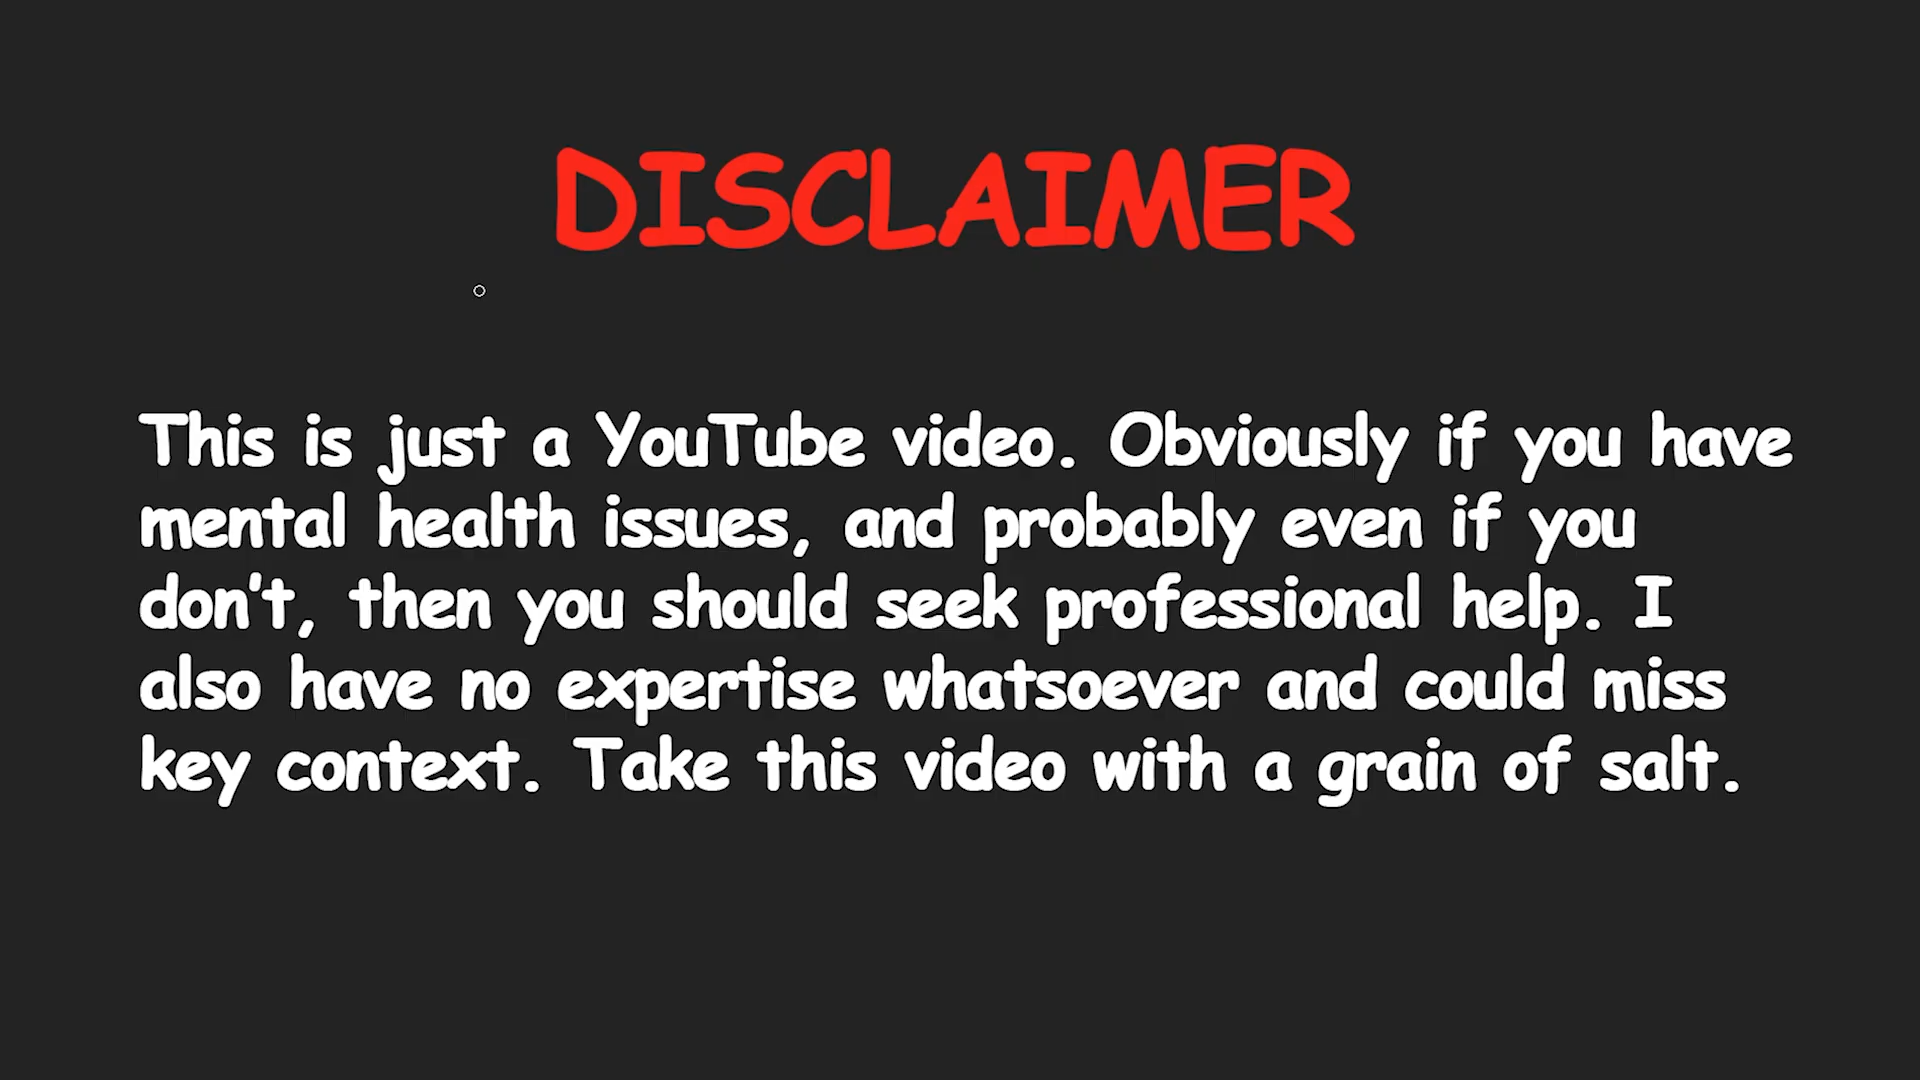 DISCLAIMER
This is just a YouTube video. Obviously if you have
mental health issues, and probably even if you
don't, then you should seek professional help. I
also have no expertise whatsoever and could miss
key context. Take this video with a grain of salt.